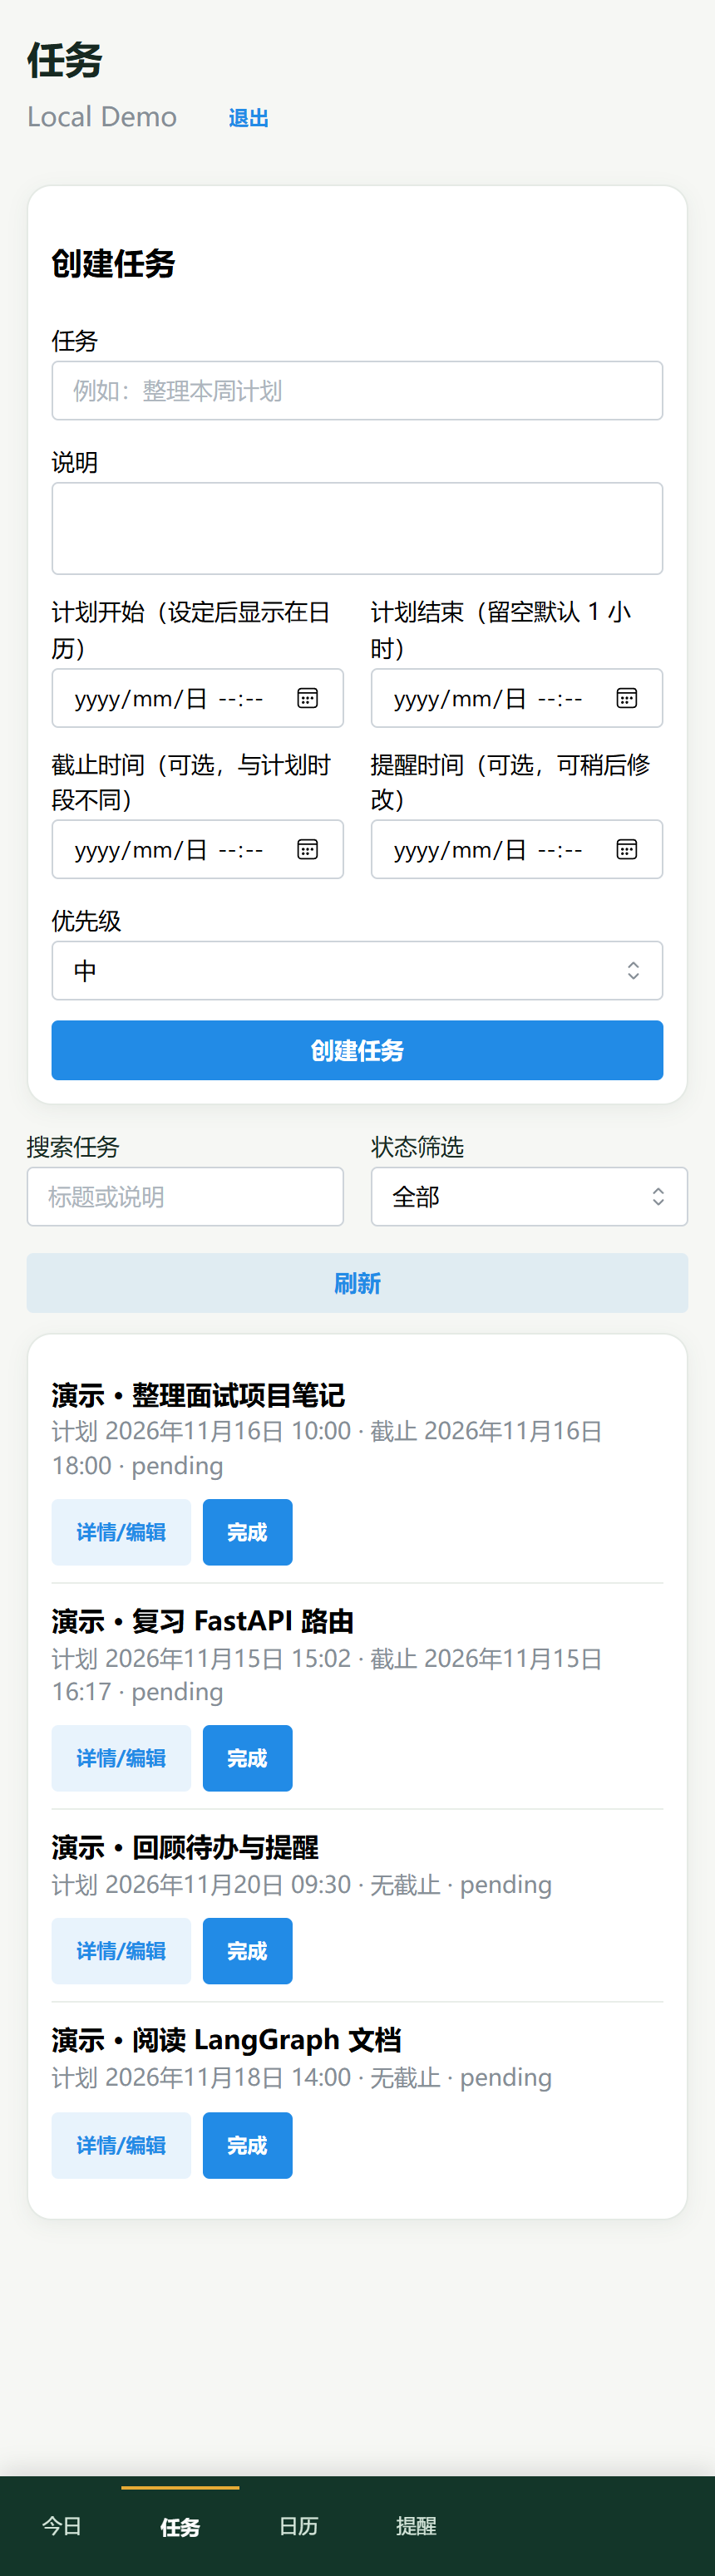 任务
Local Demo 退出
创建任务
任务
例如：整理本周计划
说明
计划开始（设定后显示在日历）
计划结束（留空默认 1 小时）
yyyy/mm/日 --:--
yyyy/mm/日 --:--
截止时间（可选，与计划时段不同）
提醒时间（可选，可稍后修改）
yyyy/mm/日 --:--
yyyy/mm/日 --:--
优先级
中
创建任务
搜索任务
状态筛选
标题或说明
全部
刷新
演示 • 整理面试项目笔记
计划 2026年11月16日 10:00 · 截止 2026年11月16日
18:00 · pending
详情/编辑 完成
演示 • 复习 FastAPI 路由
计划 2026年11月15日 15:02 · 截止 2026年11月15日
16:17 · pending
详情/编辑 完成
演示 • 回顾待办与提醒
计划 2026年11月20日 09:30 · 无截止 · pending
详情/编辑 完成
演示 • 阅读 LangGraph 文档
计划 2026年11月18日 14:00 · 无截止 · pending
详情/编辑 完成
今日 任务 日历 提醒